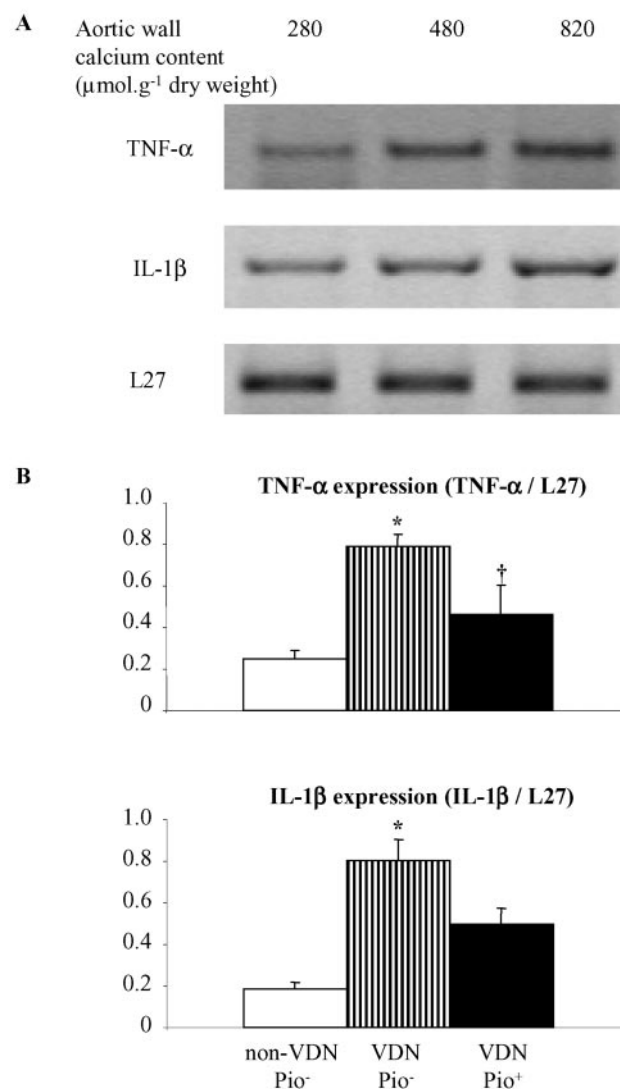 A Aortic wall 280 480 820
calcium content
(µmol.g⁻¹ dry weight)
TNF-α
IL-1β
L27
B TNF-α expression (TNF-α / L27)
1.0
*
0.8
†
0.6
0.4
0.2
0
IL-1β expression (IL-1β / L27)
1.0
*
0.8
0.6
0.4
0.2
0
non-VDN VDN VDN
Pio⁻ Pio⁻ Pio⁺